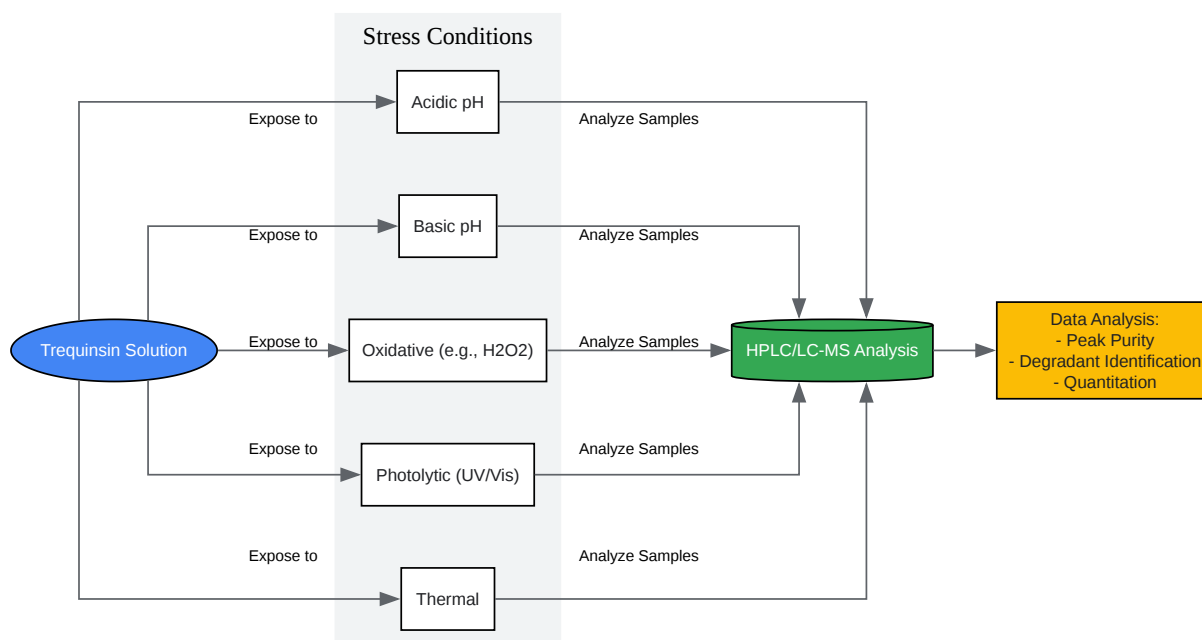 Stress Conditions
Acidic pH
Expose to
Analyze Samples
Basic pH
Expose to
Analyze Samples
Trequinsin Solution
Expose to
Oxidative (e.g., H2O2)
Analyze Samples
HPLC/LC-MS Analysis
Data Analysis:
- Peak Purity
- Degradant Identification
- Quantitation
Expose to
Photolytic (UV/Vis)
Analyze Samples
Expose to
Thermal
Analyze Samples